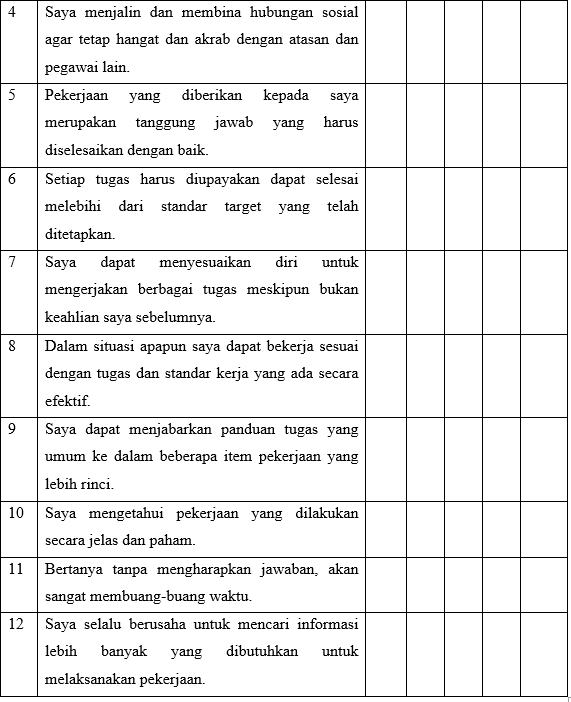 4 Saya menjalin dan membina hubungan sosial
agar tetap hangat dan akrab dengan atasan dan
pegawai lain.
5 Pekerjaan yang diberikan kepada saya
merupakan tanggung jawab yang harus
diselesaikan dengan baik.
6 Setiap tugas harus diupayakan dapat selesai
melebihi dari standar target yang telah
ditetapkan.
7 Saya dapat menyesuaikan diri untuk
mengerjakan berbagai tugas meskipun bukan
keahlian saya sebelumnya.
8 Dalam situasi apapun saya dapat bekerja sesuai
dengan tugas dan standar kerja yang ada secara
efektif.
9 Saya dapat menjabarkan panduan tugas yang
umum ke dalam beberapa item pekerjaan yang
lebih rinci.
10 Saya mengetahui pekerjaan yang dilakukan
secara jelas dan paham.
11 Bertanya tanpa mengharapkan jawaban, akan
sangat membuang-buang waktu.
12 Saya selalu berusaha untuk mencari informasi
lebih banyak yang dibutuhkan untuk
melaksanakan pekerjaan.